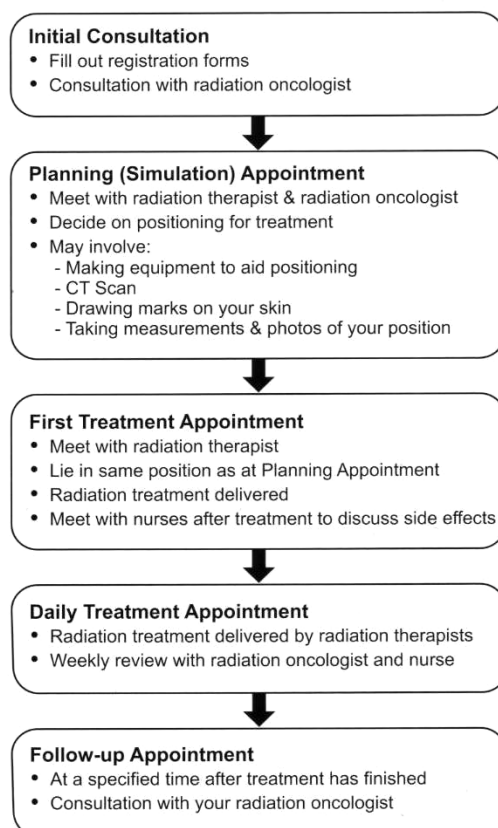 Initial Consultation
• Fill out registration forms
• Consultation with radiation oncologist
Planning (Simulation) Appointment
• Meet with radiation therapist & radiation oncologist
• Decide on positioning for treatment
• May involve:
- Making equipment to aid positioning
- CT Scan
- Drawing marks on your skin
- Taking measurements & photos of your position
First Treatment Appointment
• Meet with radiation therapist
• Lie in same position as at Planning Appointment
• Radiation treatment delivered
• Meet with nurses after treatment to discuss side effects
Daily Treatment Appointment
• Radiation treatment delivered by radiation therapists
• Weekly review with radiation oncologist and nurse
Follow-up Appointment
• At a specified time after treatment has finished
• Consultation with your radiation oncologist